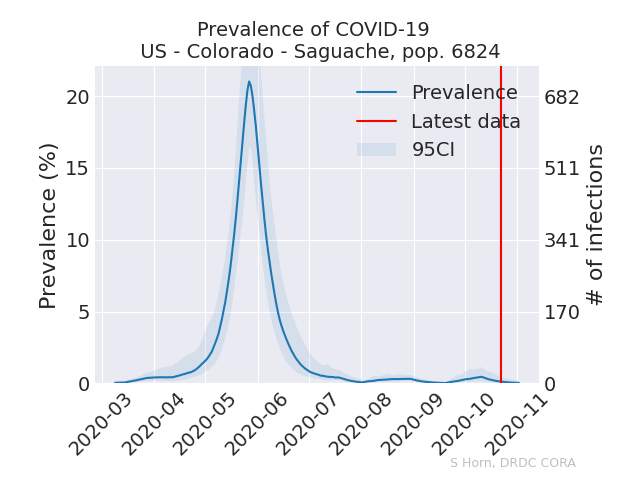 Prevalence of COVID-19
US - Colorado - Saguache, pop. 6824
Prevalence (%)
20
15
10
5
0
Prevalence
Latest data
95CI
682
511
341
170
0
# of infections
2020-03
2020-04
2020-05
2020-06
2020-07
2020-08
2020-09
2020-10
2020-11
S Horn, DRDC CORA